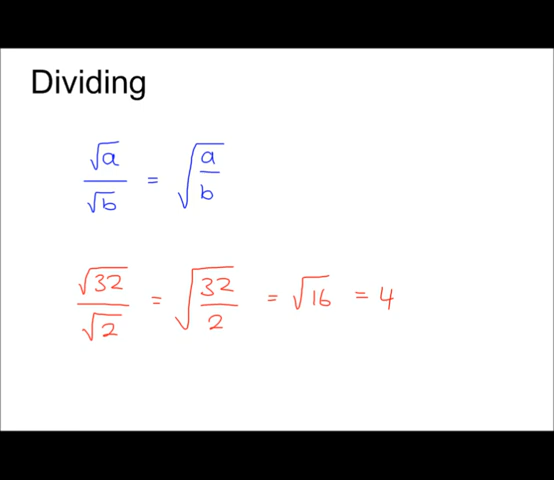 Dividing
√a/√b = √(a/b)
√32/√2 = √(32/2) = √16 = 4